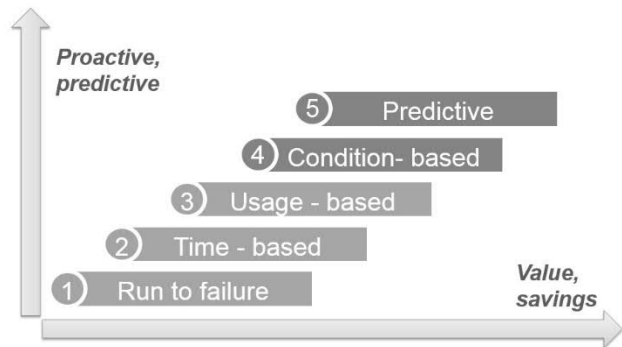 Proactive,
predictive
5 Predictive
4 Condition- based
3 Usage - based
2 Time - based
1 Run to failure
Value,
savings